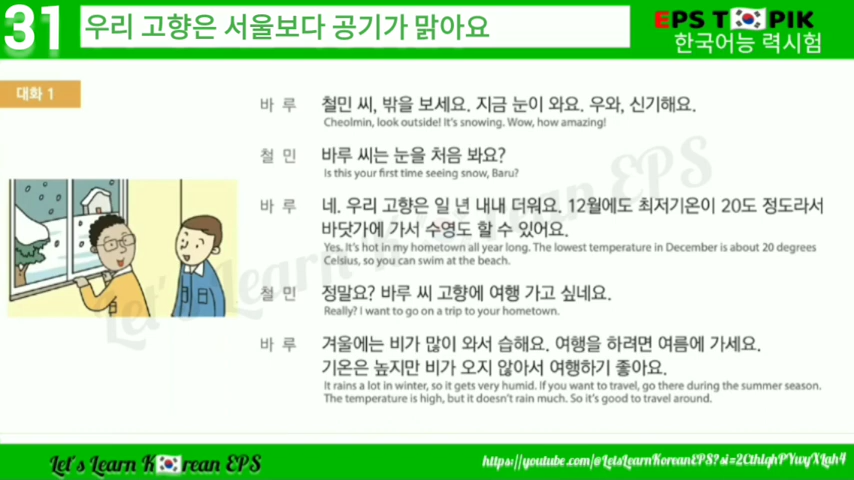 31 우리 고향은 서울보다 공기가 맑아요
EPS TOPIK
한국어능 력시험
대화 1
바 루 철민 씨, 밖을 보세요. 지금 눈이 와요. 우와, 신기해요.
Cheolmin, look outside! It's snowing. Wow, how amazing!
철 민 바루 씨는 눈을 처음 봐요?
Is this your first time seeing snow, Baru?
바 루 네. 우리 고향은 일 년 내내 더워요. 12월에도 최저기온이 20도 정도라서
바닷가에 가서 수영도 할 수 있어요.
Yes. It's hot in my hometown all year long. The lowest temperature in December is about 20 degrees
Celsius, so you can swim at the beach.
철 민 정말요? 바루 씨 고향에 여행 가고 싶네요.
Really? I want to go on a trip to your hometown.
바 루 겨울에는 비가 많이 와서 습해요. 여행을 하려면 여름에 가세요.
기온은 높지만 비가 오지 않아서 여행하기 좋아요.
It rains a lot in winter, so it gets very humid. If you want to travel, go there during the summer season.
The temperature is high, but it doesn't rain much. So it's good to travel around.
Let's Learn Korean EPS
Let's Learn Korean EPS